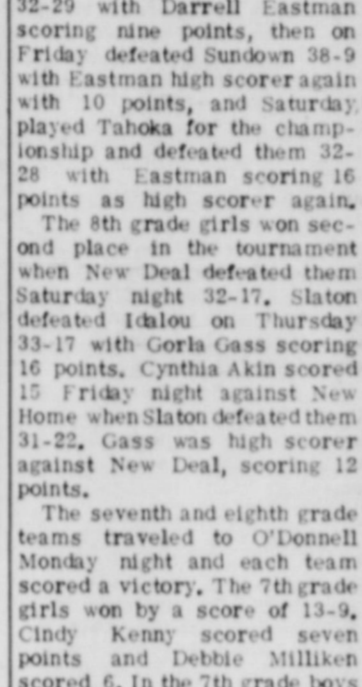 32-29 with Darrell Eastman
scoring nine points, then on
Friday defeated Sundown 38-9
with Eastman high scorer again
with 10 points, and Saturday,
played Tahoka for the champ-
ionship and defeated them 32-
28 with Eastman scoring 16
points as high scorer again.
The 8th grade girls won sec-
ond place in the tournament
when New Deal defeated them
Saturday night 32-17. Slaton
defeated Idalou on Thursday
33-17 with Gorla Gass scoring
16 points. Cynthia Akin scored
15 Friday night against New
Home when Slaton defeated them
31-22. Gass was high scorer
against New Deal, scoring 12
points.
The seventh and eighth grade
teams traveled to O'Donnell
Monday night and each team
scored a victory. The 7th grade
girls won by a score of 13-9.
Cindy Kenny scored seven
points and Debbie Milliken
scored 6. In the 7th grade boys